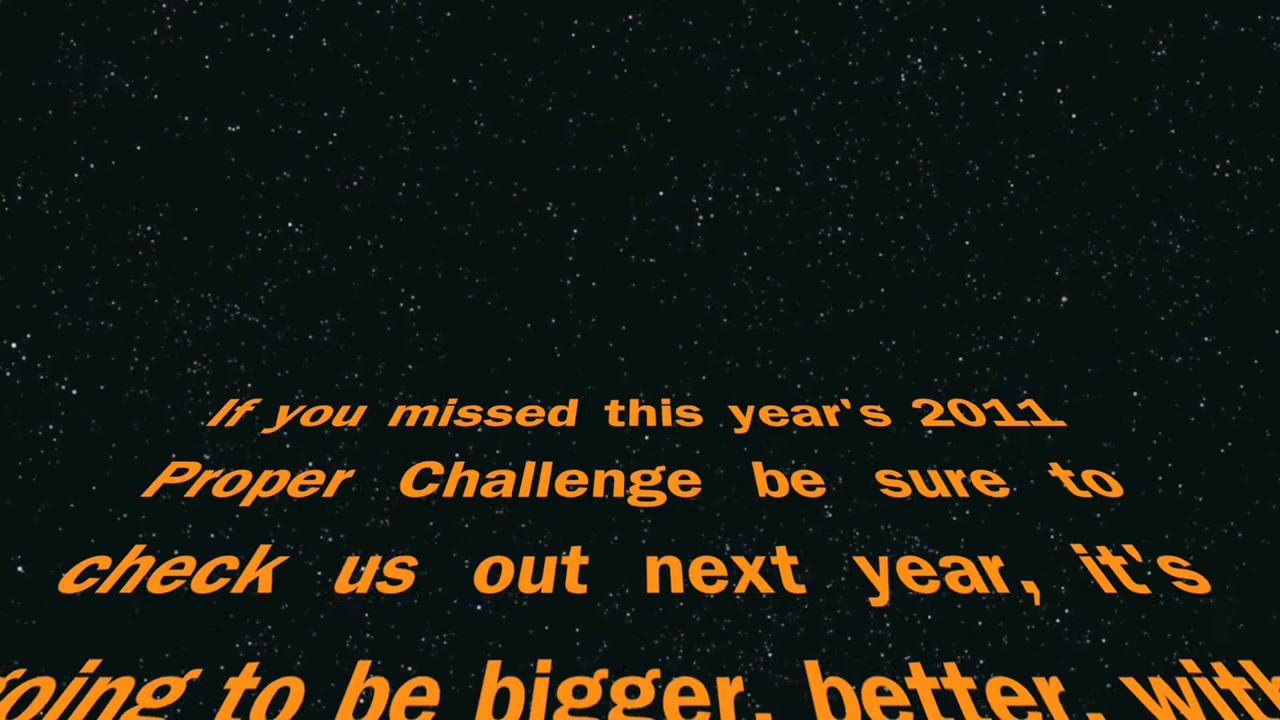 If you missed this year's 2011
Proper Challenge be sure to
check us out next year, it's
going to be bigger, better, with